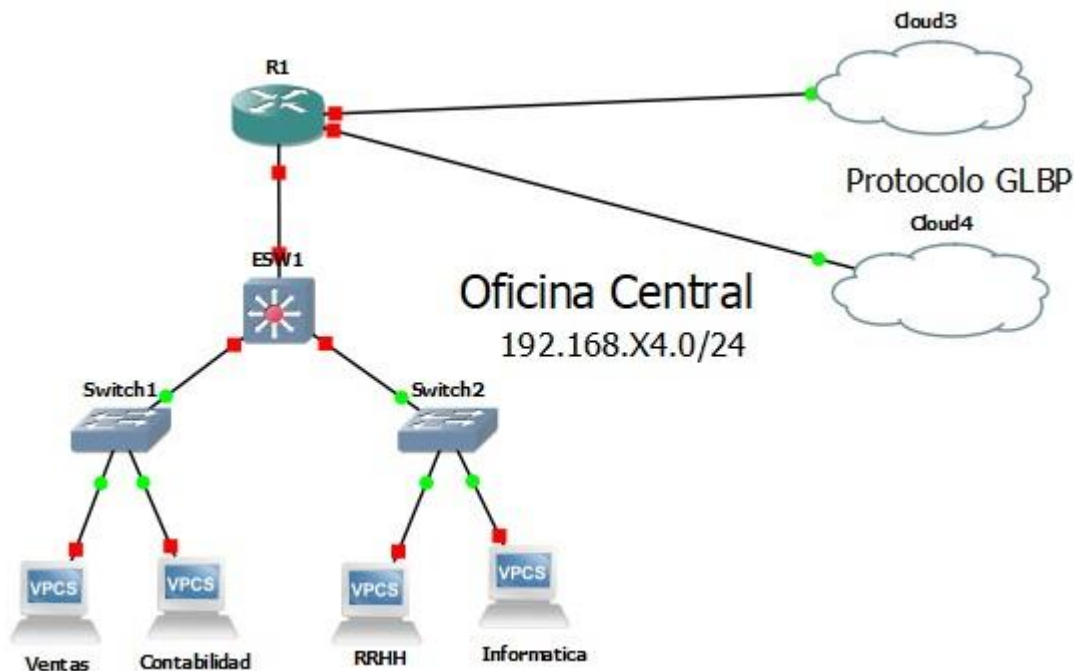 Cloud3
R1
Protocolo GLBP
Cloud4
ESW1
Oficina Central
192.168.X4.0/24
Switch1
Switch2
VPCS
VPCS
VPCS
VPCS
Ventas
Contabilidad
RRHH
Informatica